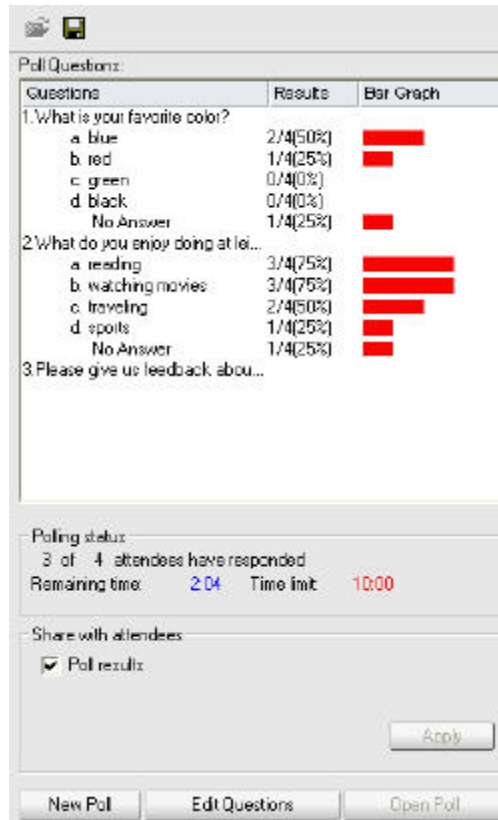 Poll Questions:
Questions Results Bar Graph
1.What is your favorite color?
a. blue 2/4(50%)
b. red 1/4(25%)
c. green 0/4(0%)
d. black 0/4(0%)
No Answer 1/4(25%)
2.What do you enjoy doing at lei...
a. reading 3/4(75%)
b. watching movies 3/4(75%)
c. traveling 2/4(50%)
d. sports 1/4(25%)
No Answer 1/4(25%)
3.Please give us feedback abou...
Polling status
3 of 4 attendees have responded
Remaining time: 2:04 Time limit: 10:00
Share with attendees
Poll results
Apply
New Poll Edit Questions Open Poll